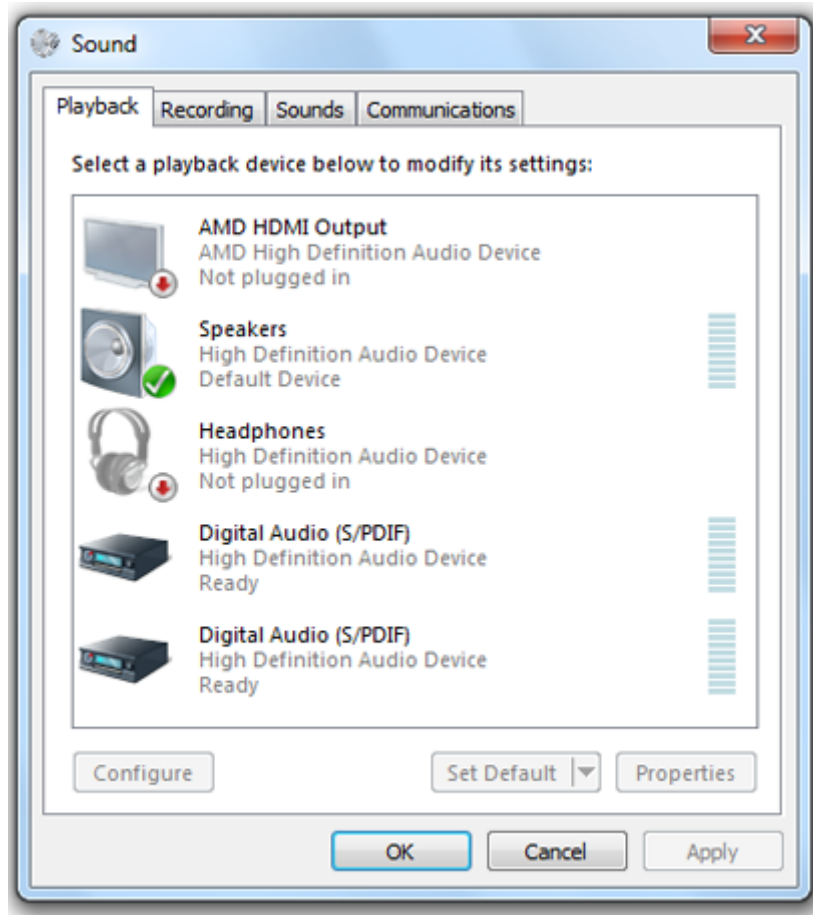 Sound
Playback Recording Sounds Communications
Select a playback device below to modify its settings:
AMD HDMI Output
AMD High Definition Audio Device
Not plugged in
Speakers
High Definition Audio Device
Default Device
Headphones
High Definition Audio Device
Not plugged in
Digital Audio (S/PDIF)
High Definition Audio Device
Ready
Digital Audio (S/PDIF)
High Definition Audio Device
Ready
Configure Set Default Properties
OK Cancel Apply